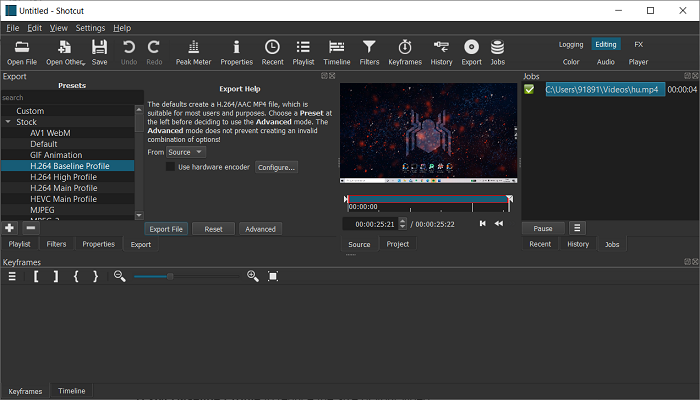 Untitled - Shotcut
File Edit View Settings Help
Open File Open Other.. Save Undo Redo Peak Meter Properties Recent Playlist Timeline Filters Keyframes History Export Jobs
Logging Editing FX
Color Audio Player
Export
Presets
search
Custom
Stock
AV1 WebM
Default
GIF Animation
H.264 Baseline Profile
H.264 High Profile
H.264 Main Profile
HEVC Main Profile
MJPEG
MPEG-2
Export Help
The defaults create a H.264/AAC MP4 file, which is
suitable for most users and purposes. Choose a Preset at
the left before deciding to use the Advanced mode. The
Advanced mode does not prevent creating an invalid
combination of options!
From Source
Use hardware encoder Configure...
Export File Reset Advanced
Playlist Filters Properties Export
00:00:00
00:00:25:21 / 00:00:25:22
Source Project
Jobs
C:\Users\91891\Videos\hu.mp4 00:00:04
Pause
Recent History Jobs
Keyframes
Keyframes Timeline